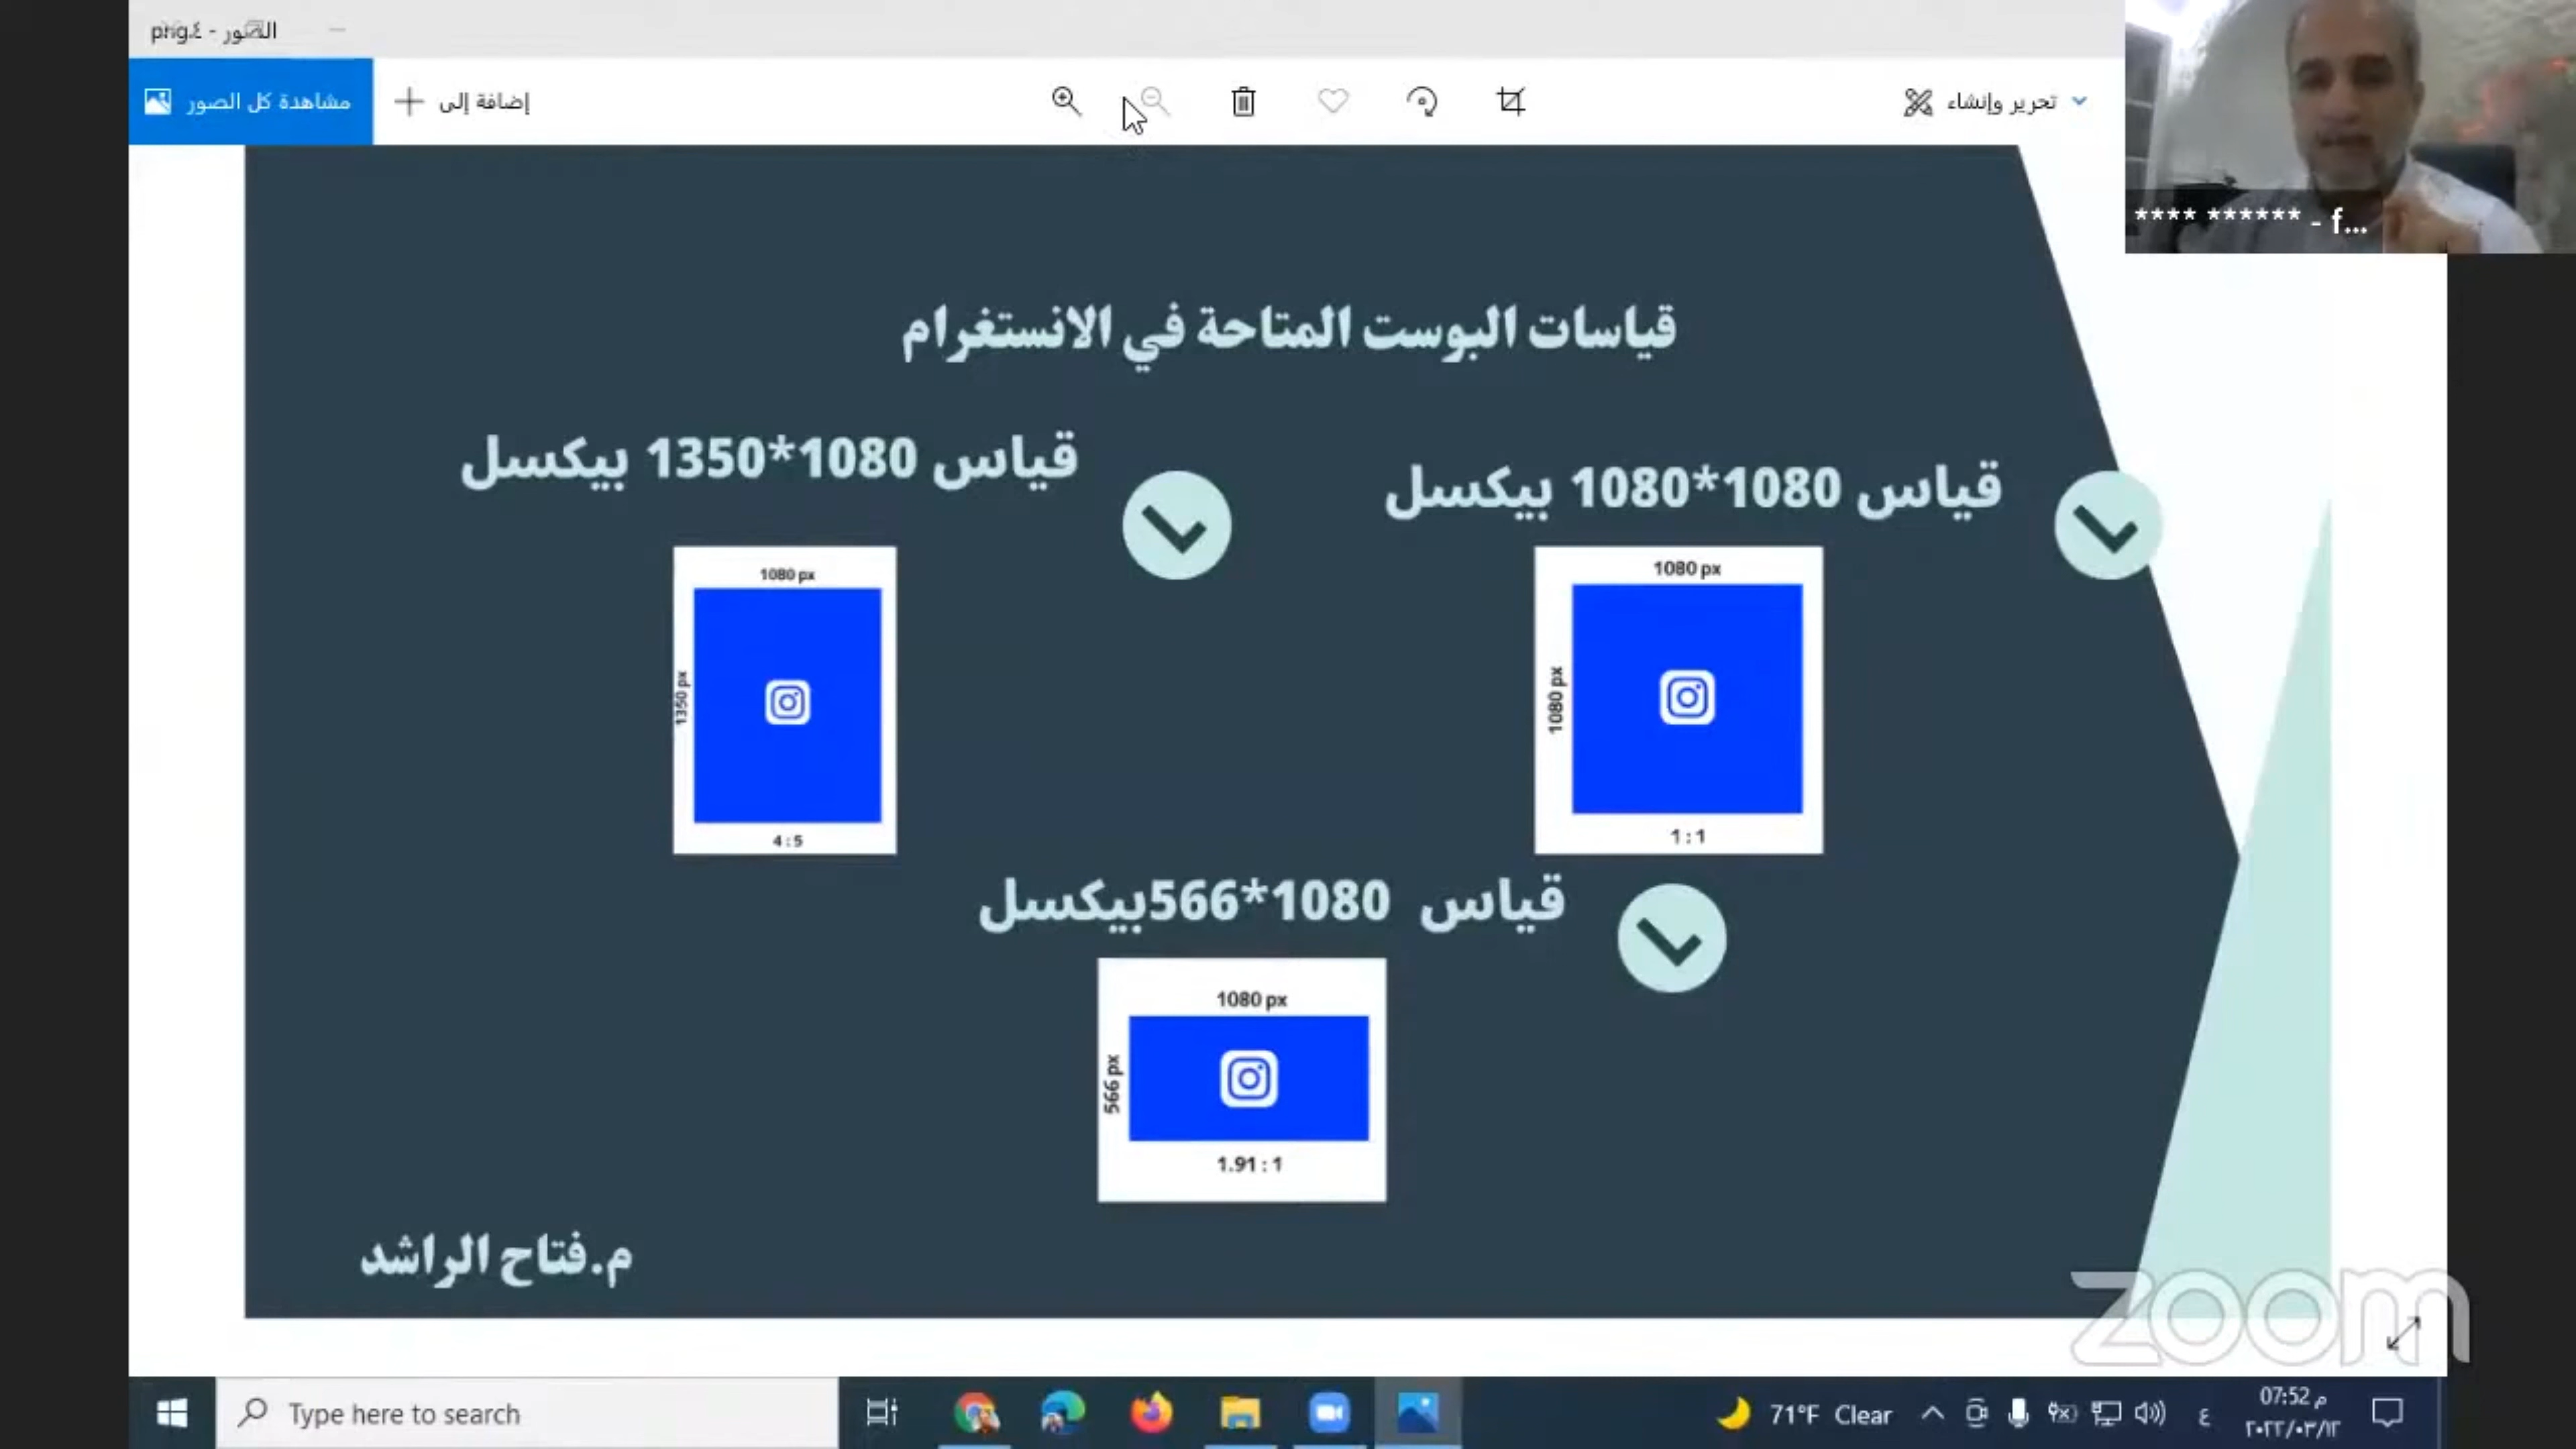 الصور - ٤.png
مشاهدة كل الصور
إضافة إلى
تحرير وإنشاء
**** ****** - f...
قياسات البوست المتاحة في الانستغرام
قياس 1080*1080 بيكسل
قياس 1080*1350 بيكسل
1080 px
1080 px
1:1
1080 px
1350 px
4:5
قياس 1080*566بيكسل
1080 px
566 px
1.91:1
م.فتاح الراشد
zoom
Type here to search
71°F Clear
ع
07:52 م
٢٠٢٢/٠٣/١٢